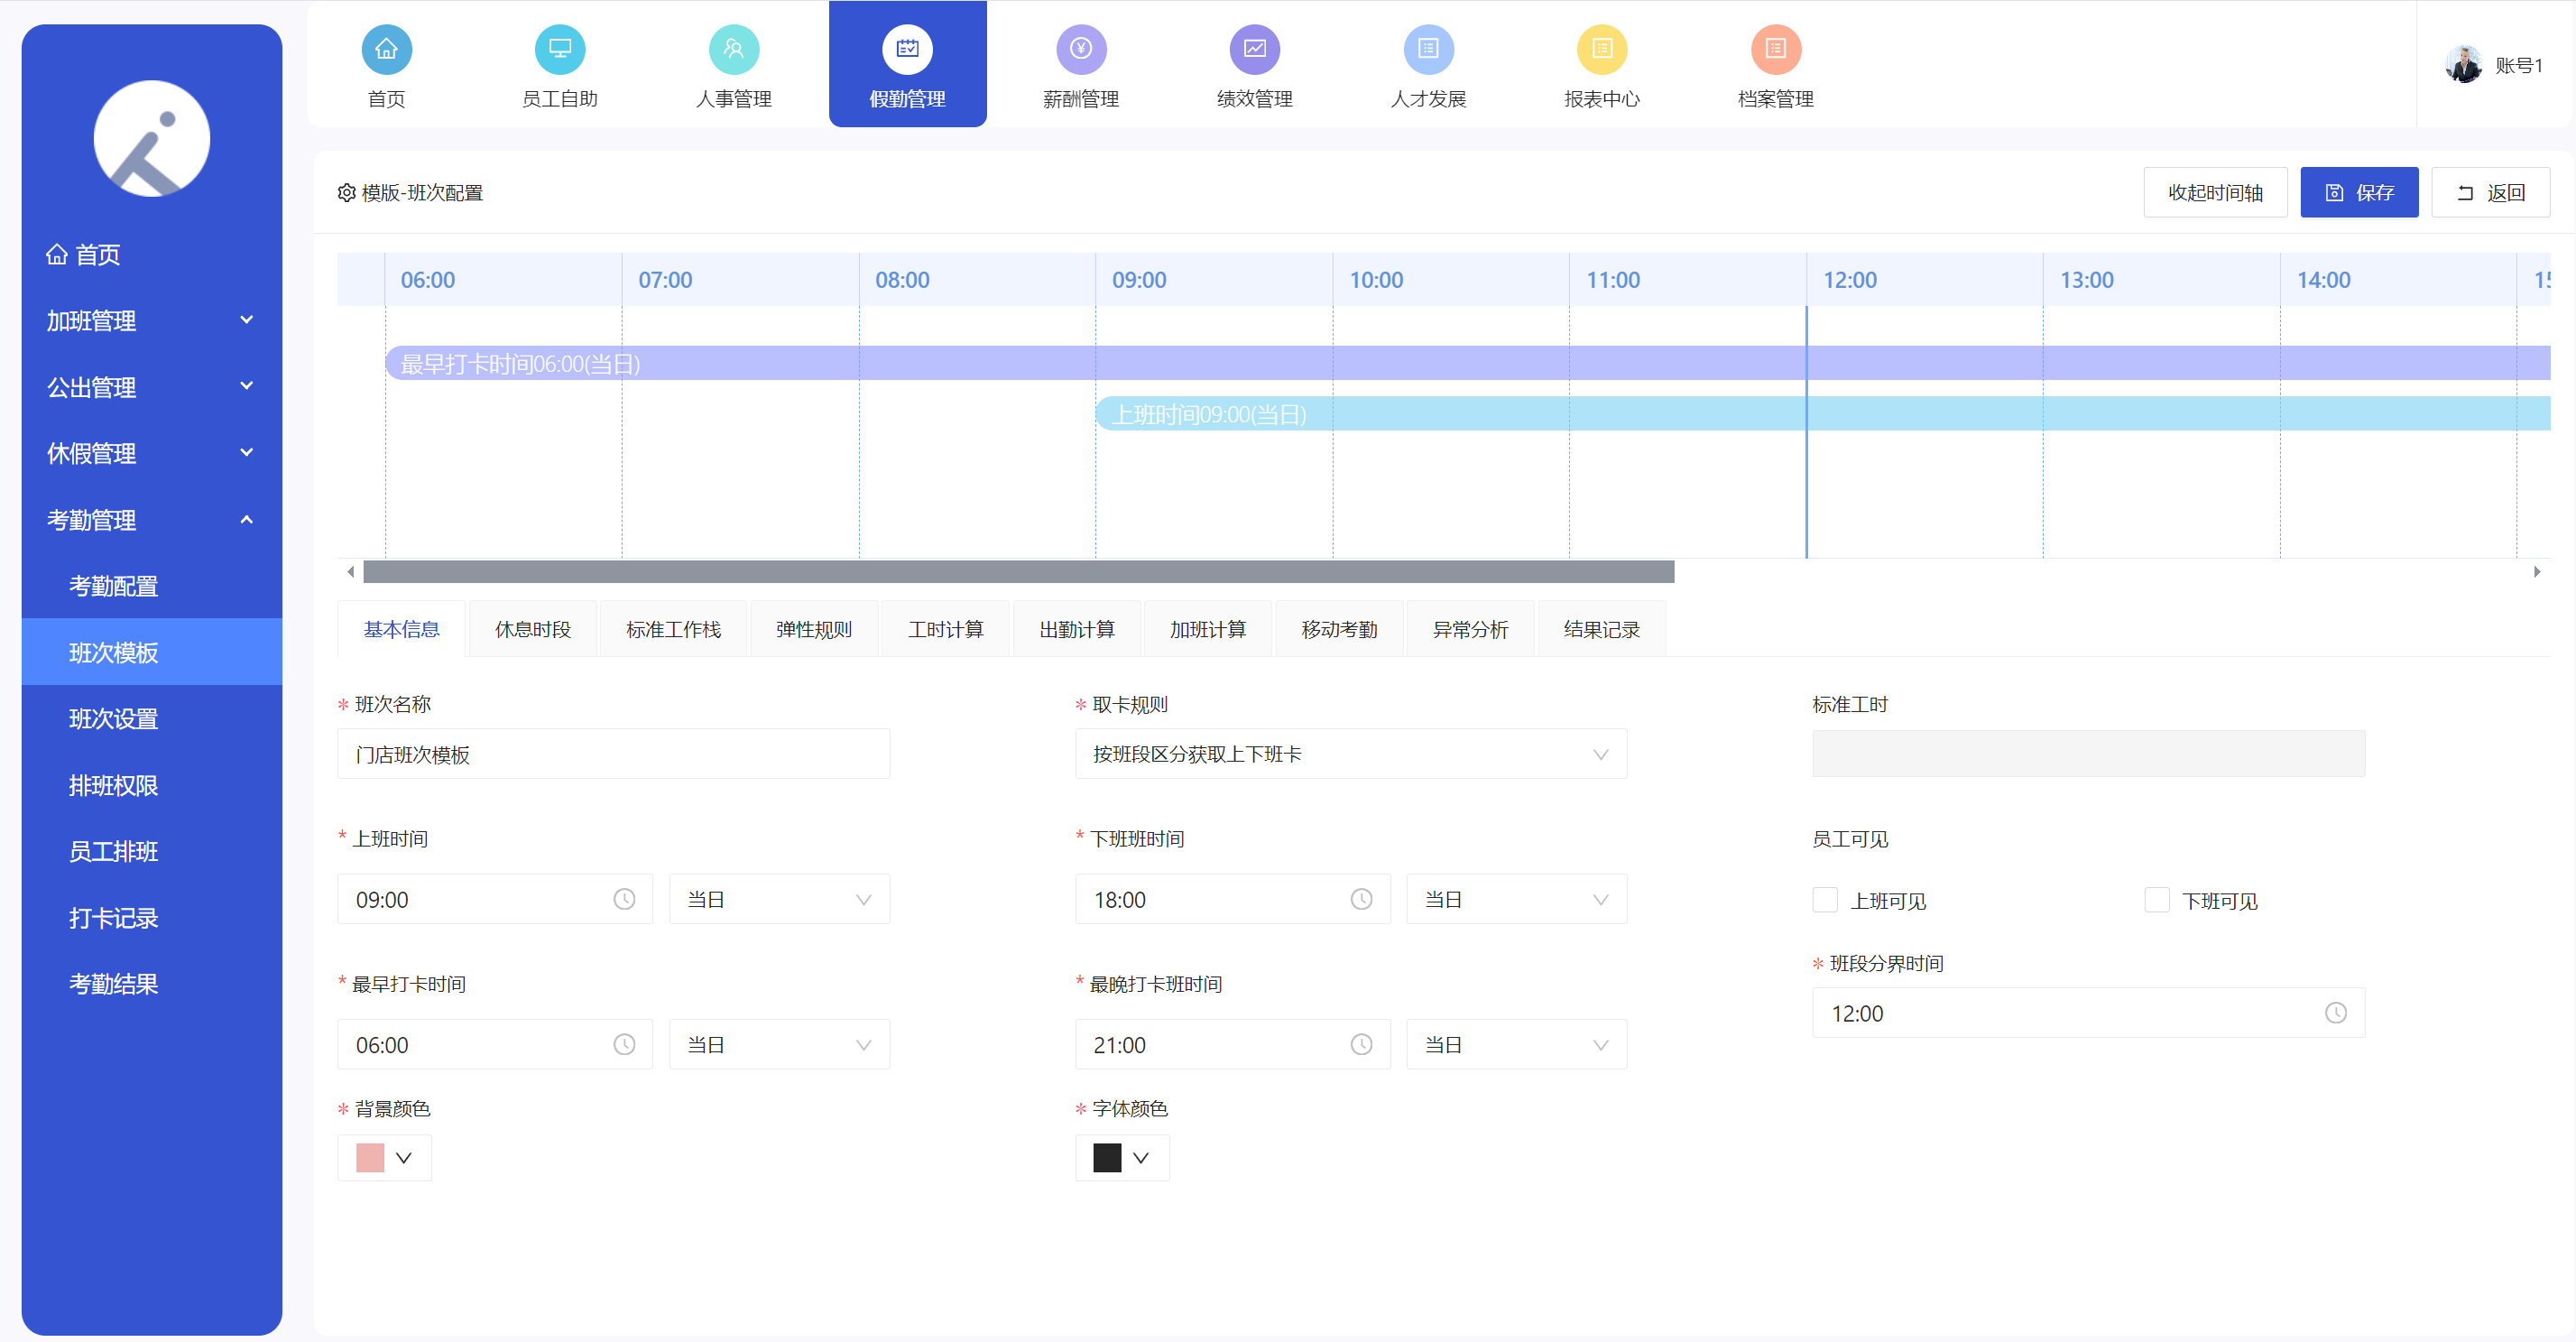 首页
员工自助
人事管理
假勤管理
薪酬管理
绩效管理
人才发展
报表中心
档案管理
账号1
首页
加班管理
公出管理
休假管理
考勤管理
考勤配置
班次模板
班次设置
排班权限
员工排班
打卡记录
考勤结果
模版-班次配置
收起时间轴
保存
返回
06:00 07:00 08:00 09:00 10:00 11:00 12:00 13:00 14:00
最早打卡时间06:00(当日)
上班时间09:00(当日)
基本信息 休息时段 标准工作栈 弹性规则 工时计算 出勤计算 加班计算 移动考勤 异常分析 结果记录
* 班次名称
门店班次模板
* 取卡规则
按班段区分获取上下班卡
标准工时
* 上班时间
09:00 当日
* 下班班时间
18:00 当日
员工可见
上班可见 下班可见
* 最早打卡时间
06:00 当日
* 最晚打卡班时间
21:00 当日
* 班段分界时间
12:00
* 背景颜色
* 字体颜色